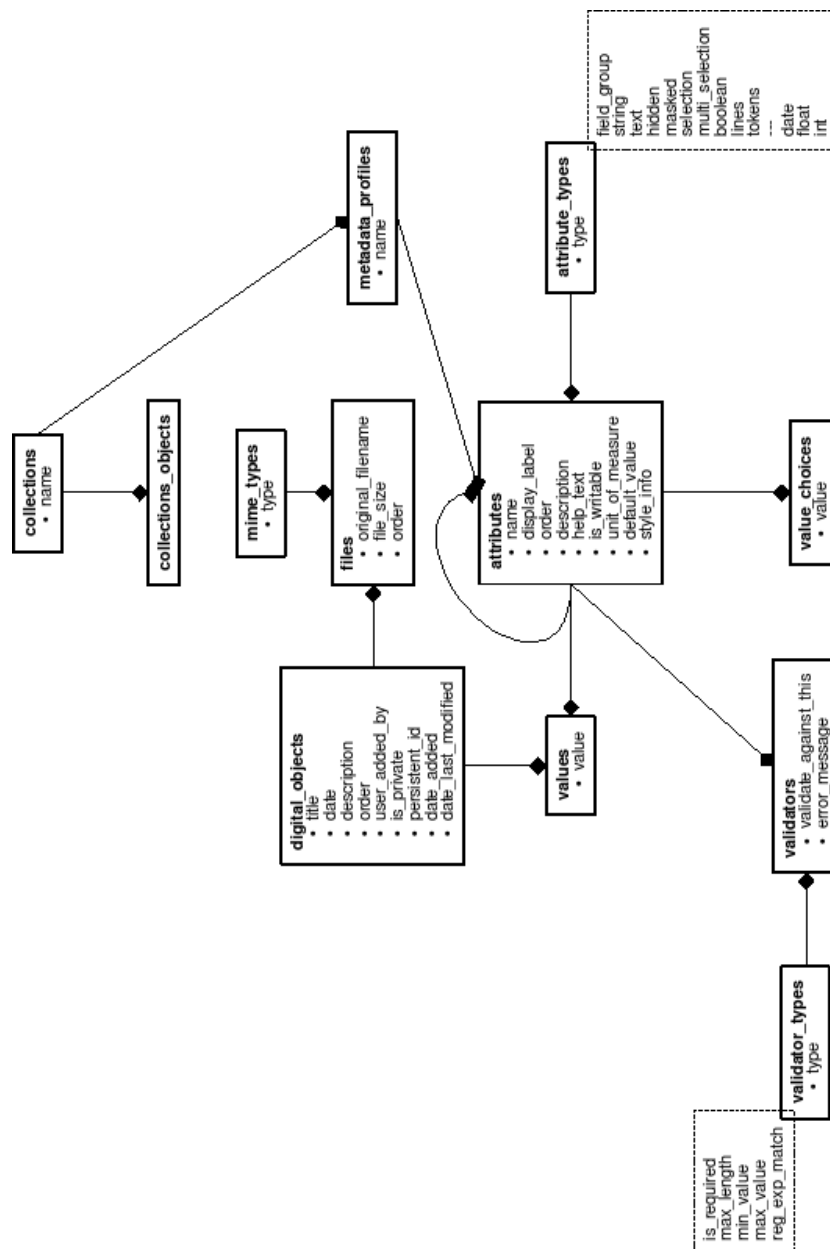 collections
• name
collections_objects
mime_types
• type
files
• original_filename
• file_size
• order
metadata_profiles
• name
digital_objects
• title
• date
• description
• order
• user_added_by
• is_private
• persistent_id
• date_added
• date_last_modified
values
• value
attributes
• name
• display_label
• order
• description
• help_text
• is_writable
• unit_of_measure
• default_value
• style_info
attribute_types
• type
field_group
string
text
hidden
masked
selection
multi_selection
boolean
lines
tokens
---
date
float
int
value_choices
• value
validators
• validate_against_this
• error_message
validator_types
• type
is_required
max_length
min_value
max_value
reg_exp_match